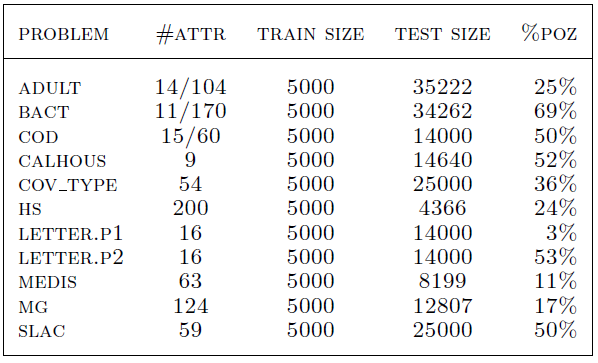 PROBLEM #ATTR TRAIN SIZE TEST SIZE %POZ
ADULT 14/104 5000 35222 25%
BACT 11/170 5000 34262 69%
COD 15/60 5000 14000 50%
CALHOUS 9 5000 14640 52%
COV_TYPE 54 5000 25000 36%
HS 200 5000 4366 24%
LETTER.P1 16 5000 14000 3%
LETTER.P2 16 5000 14000 53%
MEDIS 63 5000 8199 11%
MG 124 5000 12807 17%
SLAC 59 5000 25000 50%